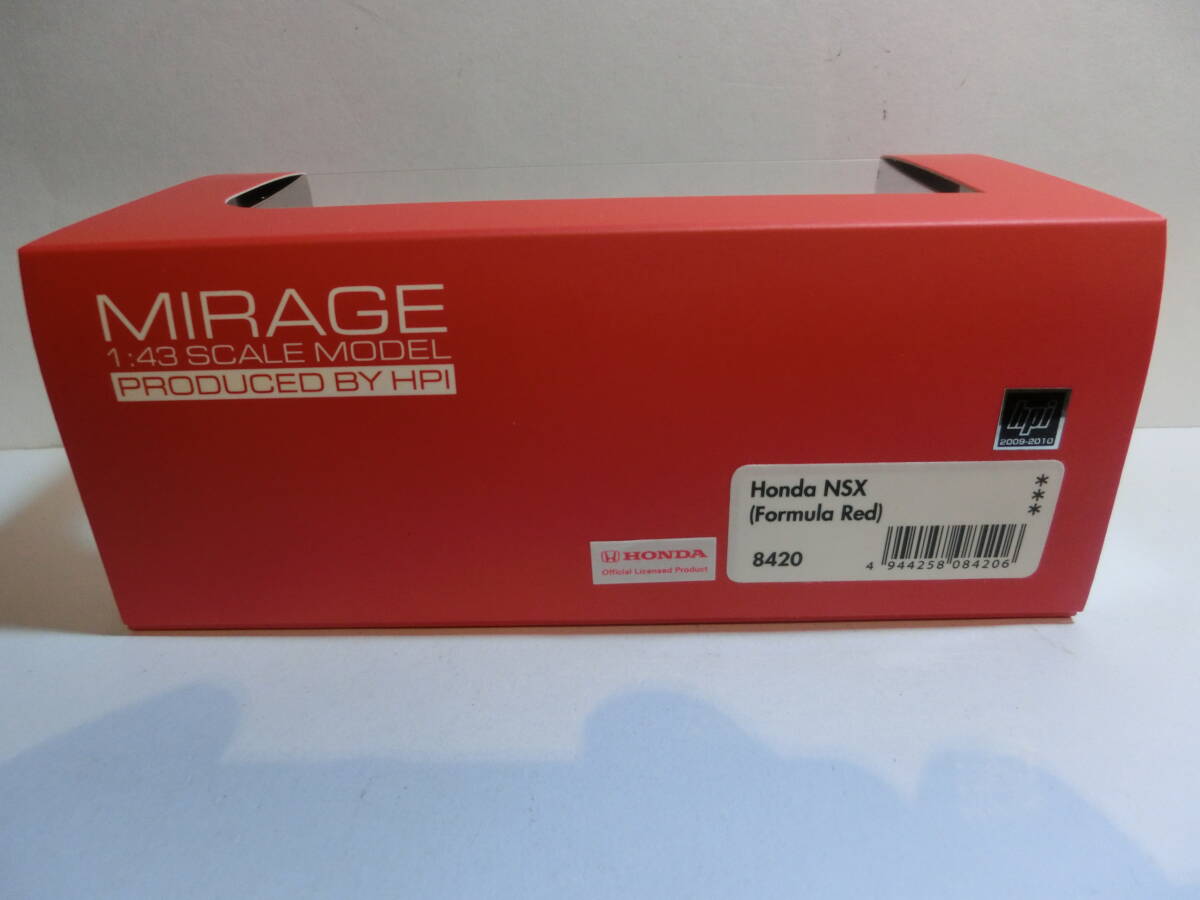 MIRAGE
1:43 SCALE MODEL
PRODUCED BY HPI
hpi
2009-2010
Honda NSX
(Formula Red)
***
8420
4 944258 084206
HONDA
Official Licensed Product